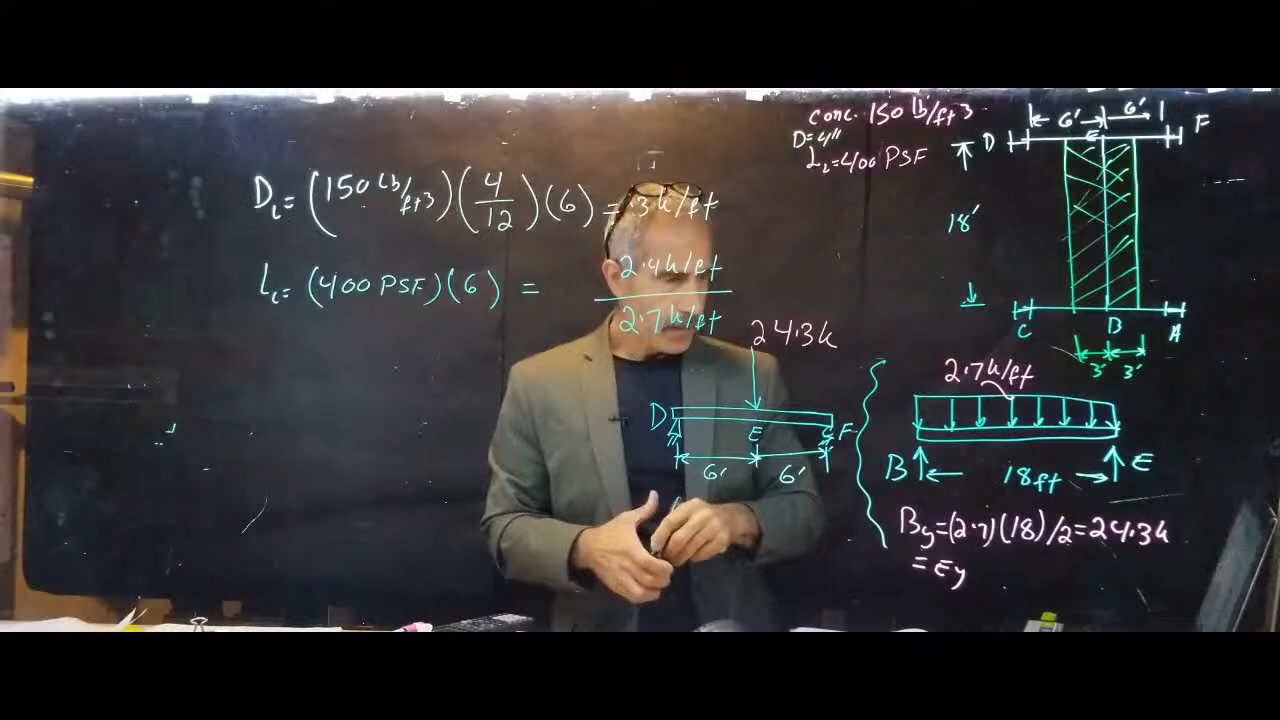 conc. 150 lb/ft3
D=4"
LL=400 PSF
6'
6'
D
E
F
18'
C
B
A
3'
3'
DL=(150 Lb/ft3)(4/12)(6)=.3k/ft
LL=(400 PSF)(6) = 2.4k/ft
2.7k/ft
24.3k
D
E
F
6'
6'
2.7k/ft
B
18ft
E
By=(2.7)(18)/2=24.3k
=Ey